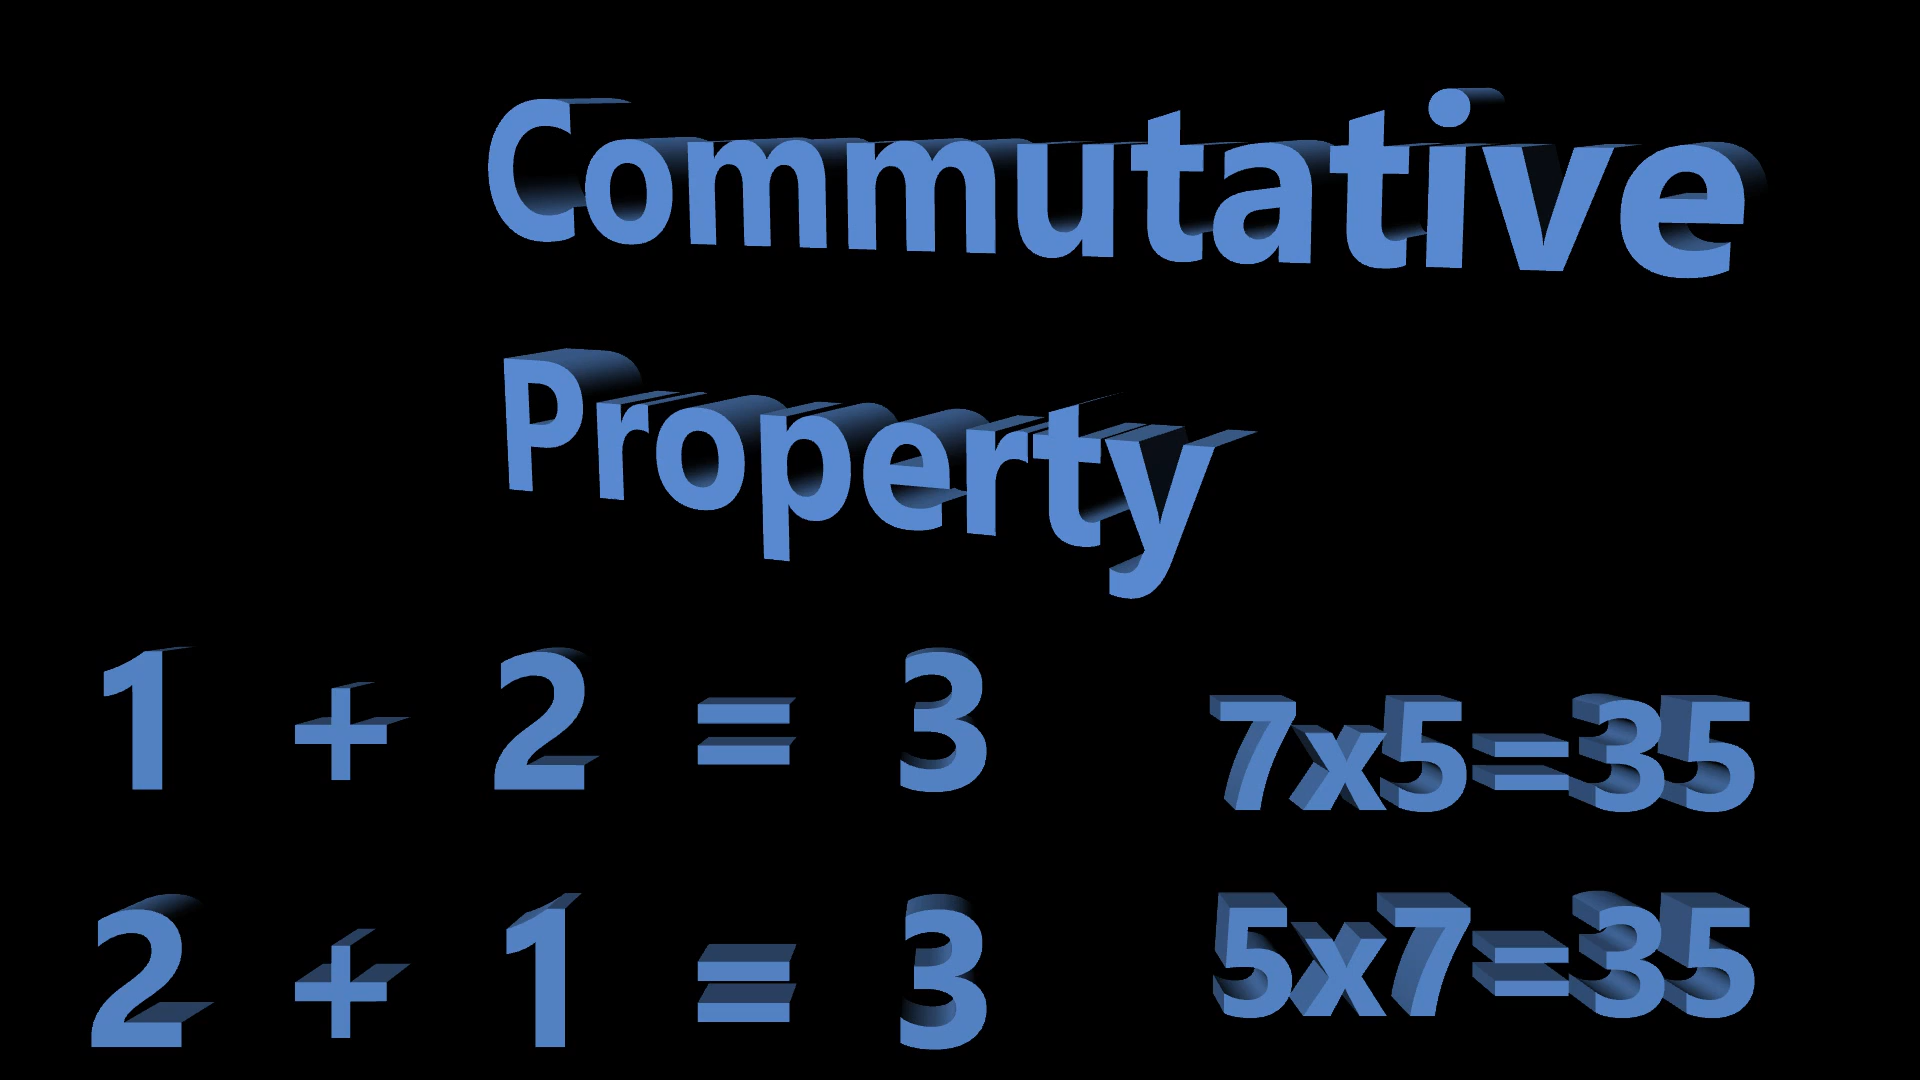 Commutative
Property
1 + 2 = 3
7x5=35
2 + 1 = 3
5x7=35